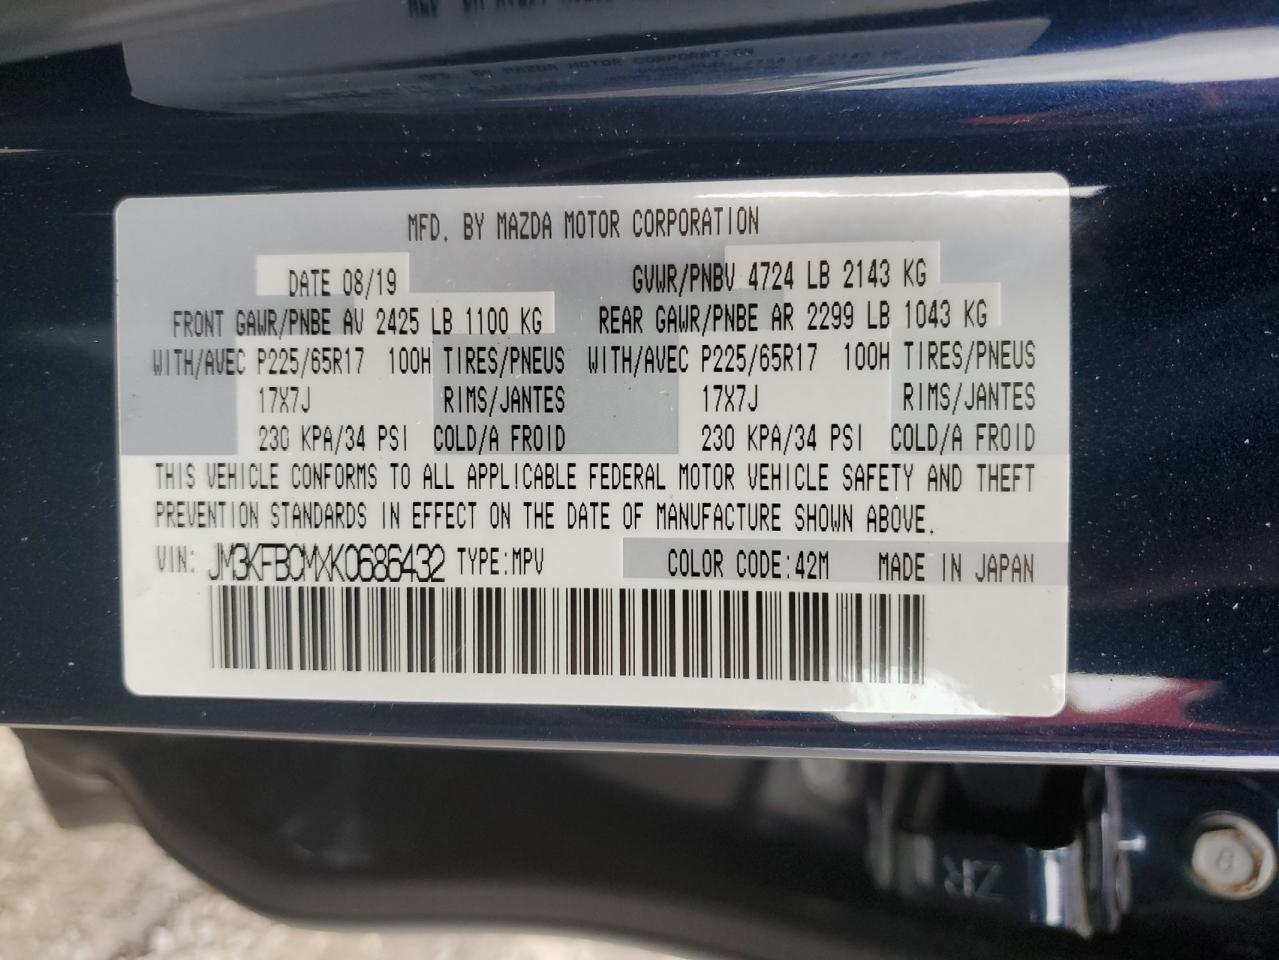 MFD. BY MAZDA MOTOR CORPORATION
DATE 08/19 GVWR/PNBV 4724 LB 2143 KG
FRONT GAWR/PNBE AV 2425 LB 1100 KG REAR GAWR/PNBE AR 2299 LB 1043 KG
WITH/AVEC P225/65R17 100H TIRES/PNEUS WITH/AVEC P225/65R17 100H TIRES/PNEUS
17X7J RIMS/JANTES 17X7J RIMS/JANTES
230 KPA/34 PSI COLD/A FROID 230 KPA/34 PSI COLD/A FROID
THIS VEHICLE CONFORMS TO ALL APPLICABLE FEDERAL MOTOR VEHICLE SAFETY AND THEFT
PREVENTION STANDARDS IN EFFECT ON THE DATE OF MANUFACTURE SHOWN ABOVE.
VIN: JM3KFBCMXK0686432 TYPE:MPV COLOR CODE:42M MADE IN JAPAN
ZR
8